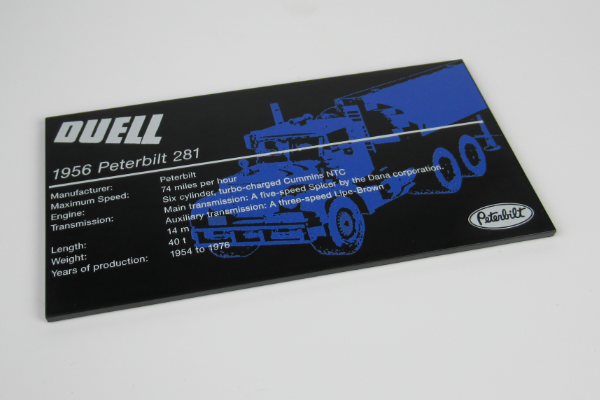 DUELL
1956 Peterbilt 281
Manufacturer: Peterbilt
Maximum Speed: 74 miles per hour
Engine: Six cylinder, turbo-charged Cummins NTC
Transmission: Main transmission: A five-speed Spicer by the Dana corporation.
Auxiliary transmission: A three-speed Lipe-Brown
Length: 14 m
Weight: 40 t
Years of production: 1954 to 1976
Peterbilt